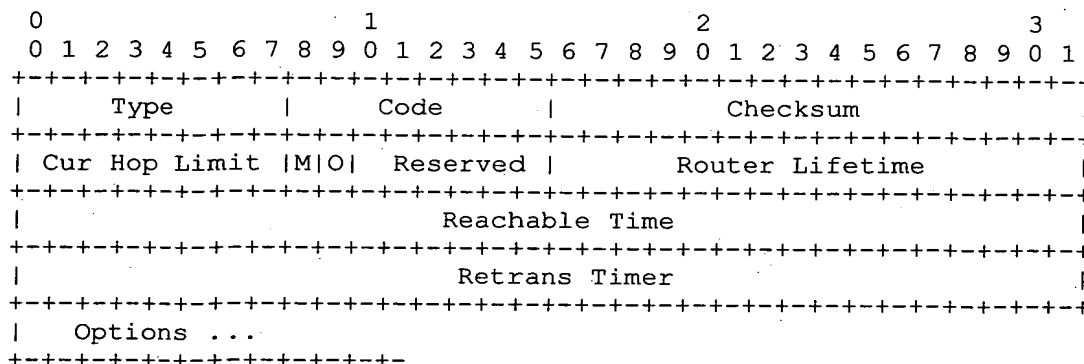 0                   1                   2                   3
0 1 2 3 4 5 6 7 8 9 0 1 2 3 4 5 6 7 8 9 0 1 2 3 4 5 6 7 8 9 0 1
+-+-+-+-+-+-+-+-+-+-+-+-+-+-+-+-+-+-+-+-+-+-+-+-+-+-+-+-+-+-+-+-
|     Type      |     Code      |          Checksum
+-+-+-+-+-+-+-+-+-+-+-+-+-+-+-+-+-+-+-+-+-+-+-+-+-+-+-+-+-+-+-+-
| Cur Hop Limit |M|O|  Reserved |       Router Lifetime         |
+-+-+-+-+-+-+-+-+-+-+-+-+-+-+-+-+-+-+-+-+-+-+-+-+-+-+-+-+-+-+-+-+
|                         Reachable Time                        |
+-+-+-+-+-+-+-+-+-+-+-+-+-+-+-+-+-+-+-+-+-+-+-+-+-+-+-+-+-+-+-+-+
|                          Retrans Timer                        |
+-+-+-+-+-+-+-+-+-+-+-+-+-+-+-+-+-+-+-+-+-+-+-+-+-+-+-+-+-+-+-+-+
|   Options ...
+-+-+-+-+-+-+-+-+-+-+-+-